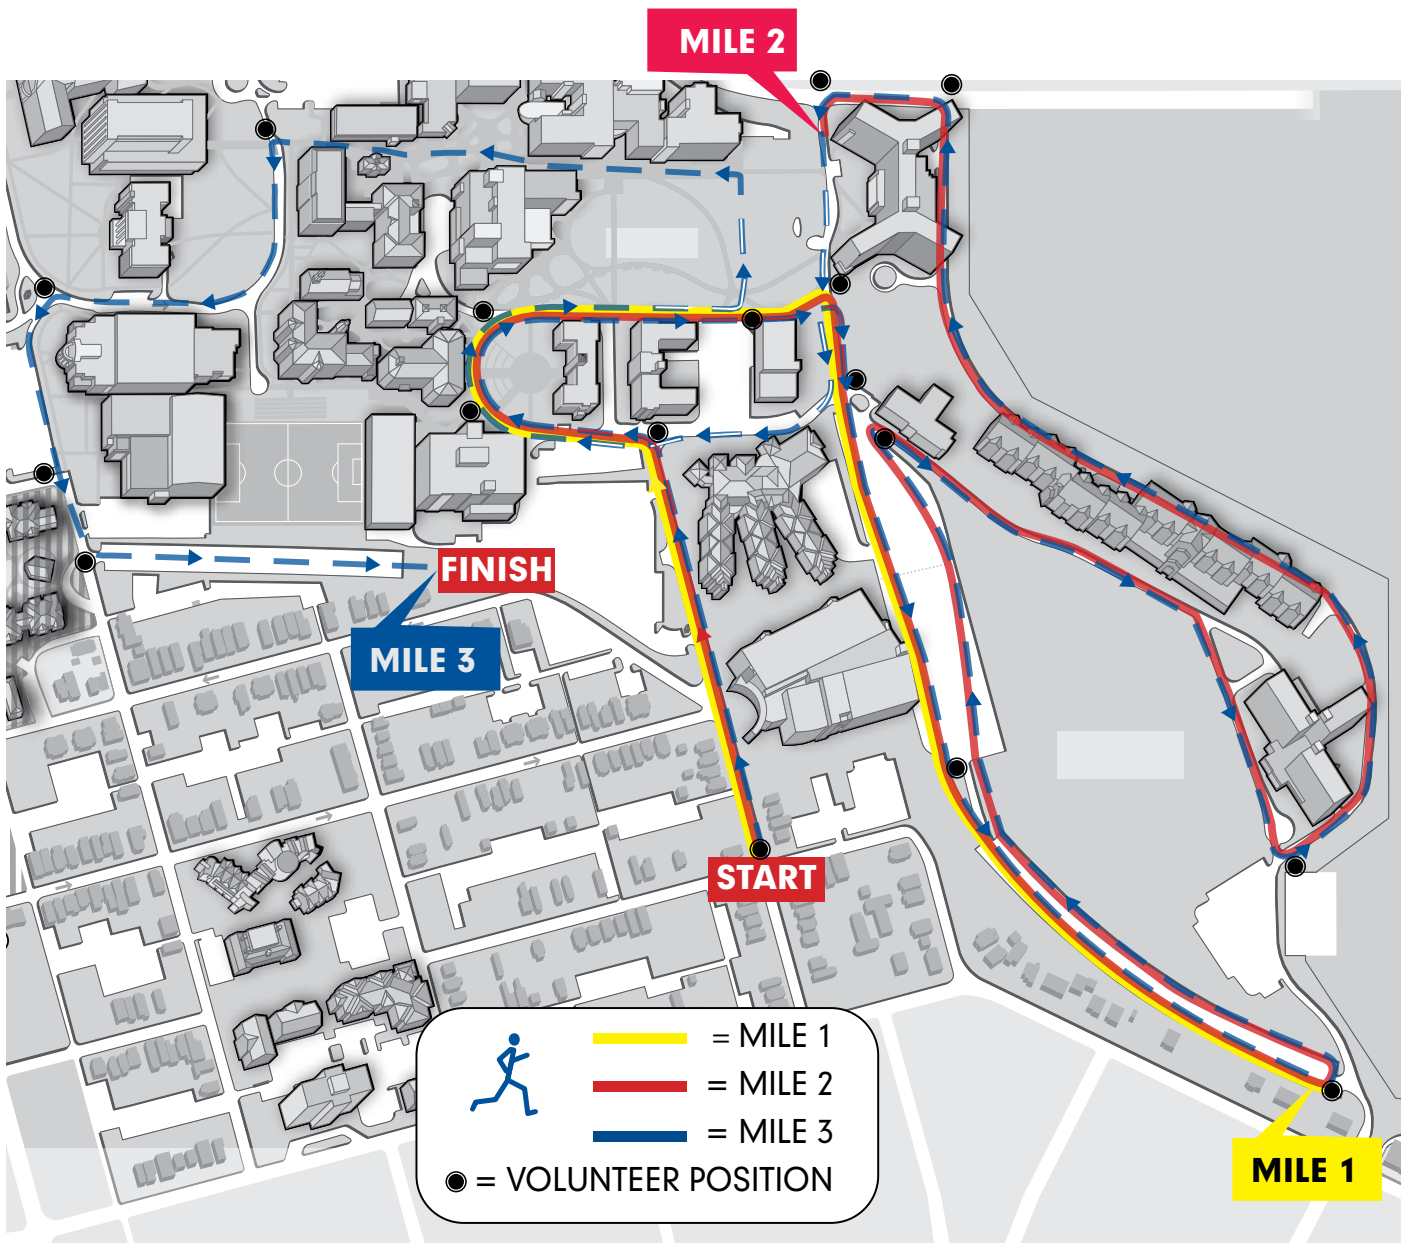 MILE 2
FINISH
MILE 3
START
= MILE 1
= MILE 2
= MILE 3
= VOLUNTEER POSITION
MILE 1